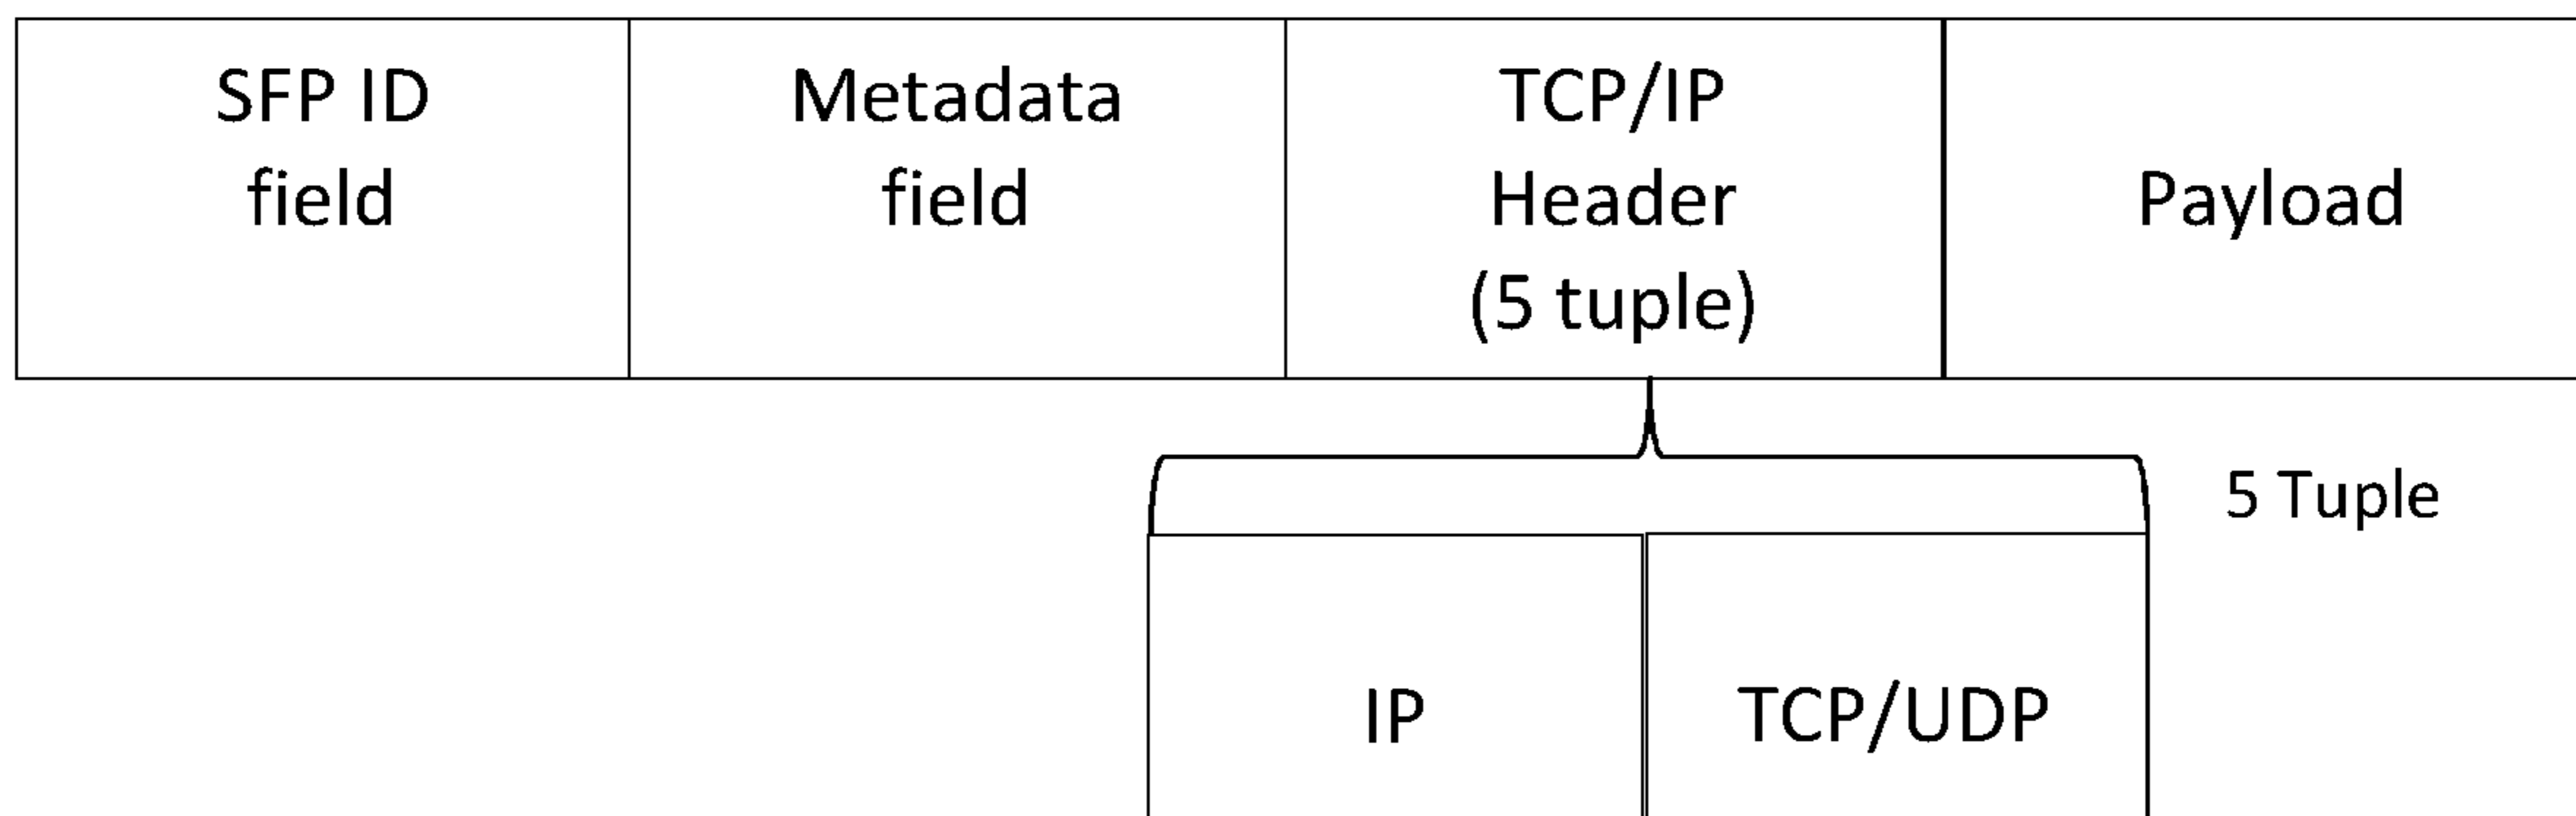 SFP ID
field
Metadata
field
TCP/IP
Header
(5 tuple)
Payload
5 Tuple
IP
TCP/UDP